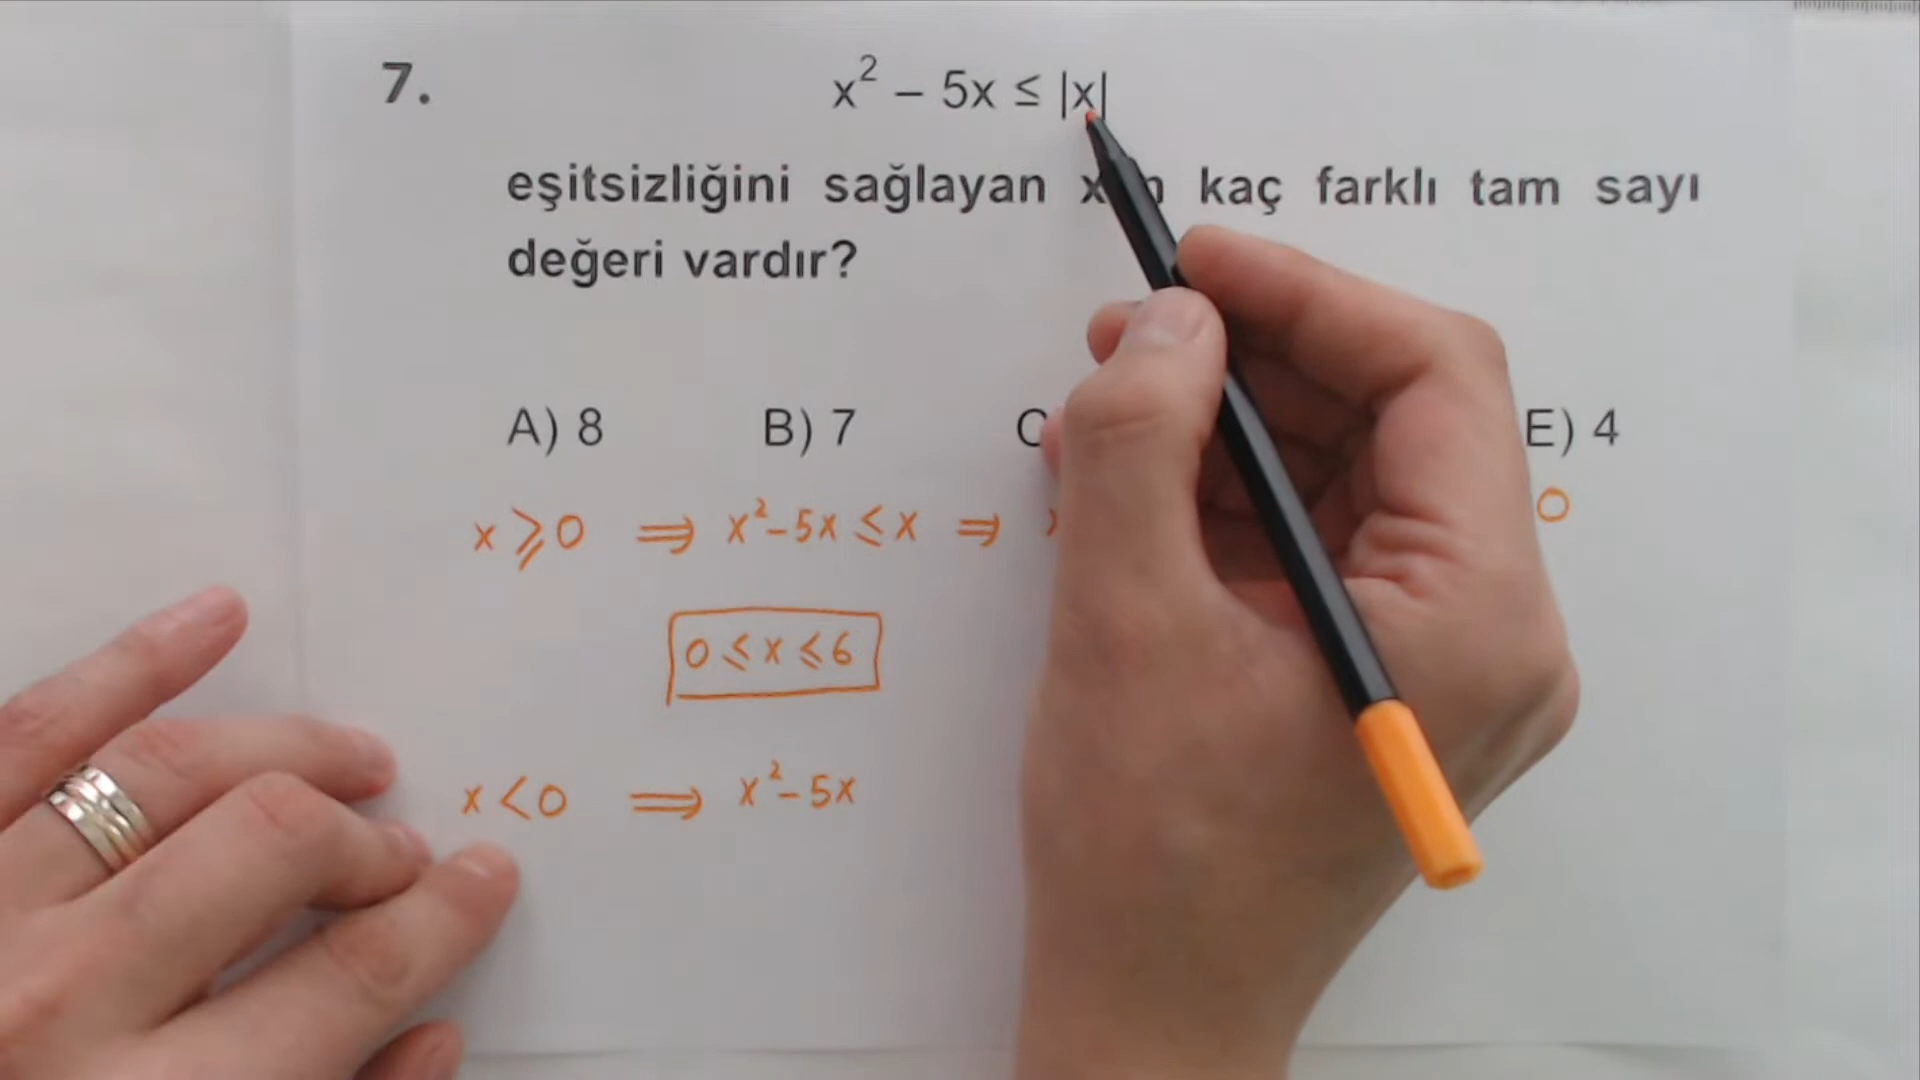 7.
x² – 5x ≤ |x|
eşitsizliğini sağlayan kaç farklı tam sayı
değeri vardır?
A) 8 B) 7 C E) 4
x ⩾ 0 ⟹ x² – 5x ≤ x ⟹ 0
0 ≤ x ≤ 6
x < 0 ⟹ x² – 5x